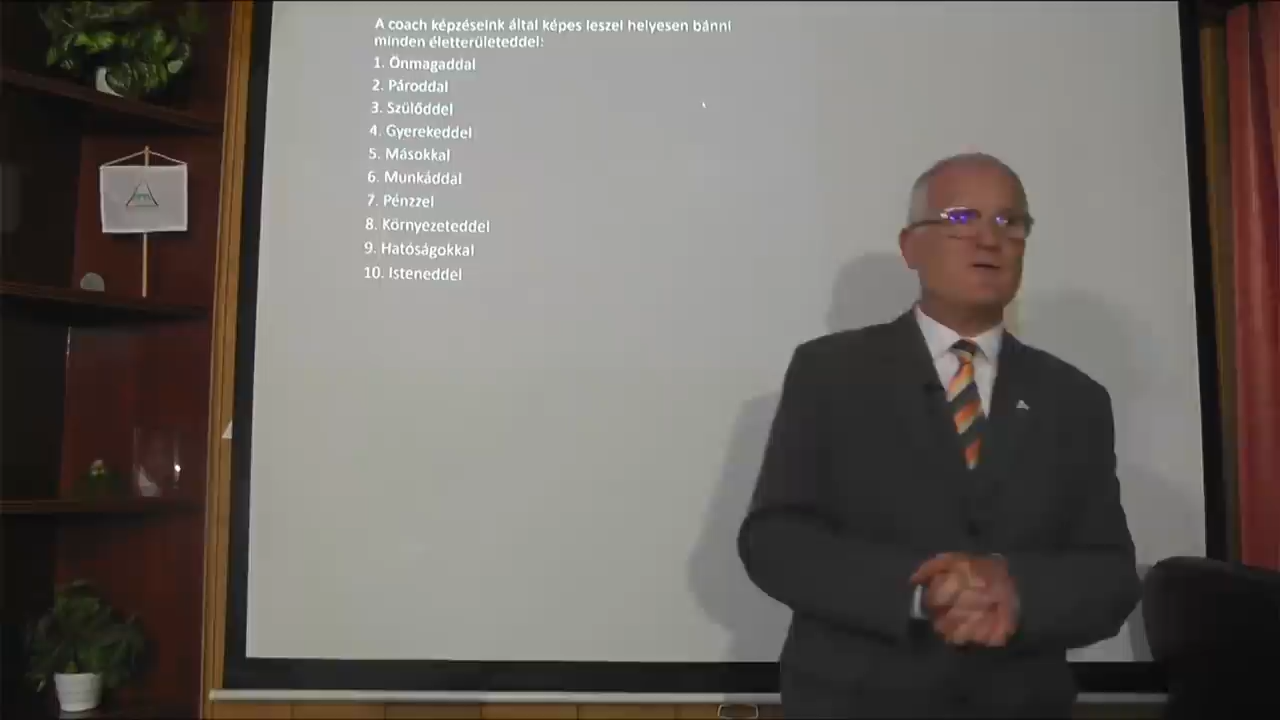 A coach képzéseink által képes leszel helyesen bánni
minden életterületeddel:
1. Önmagaddal
2. Pároddal
3. Szülőddel
4. Gyerekeddel
5. Másokkal
6. Munkáddal
7. Pénzzel
8. Környezeteddel
9. Hatóságokkal
10. Isteneddel